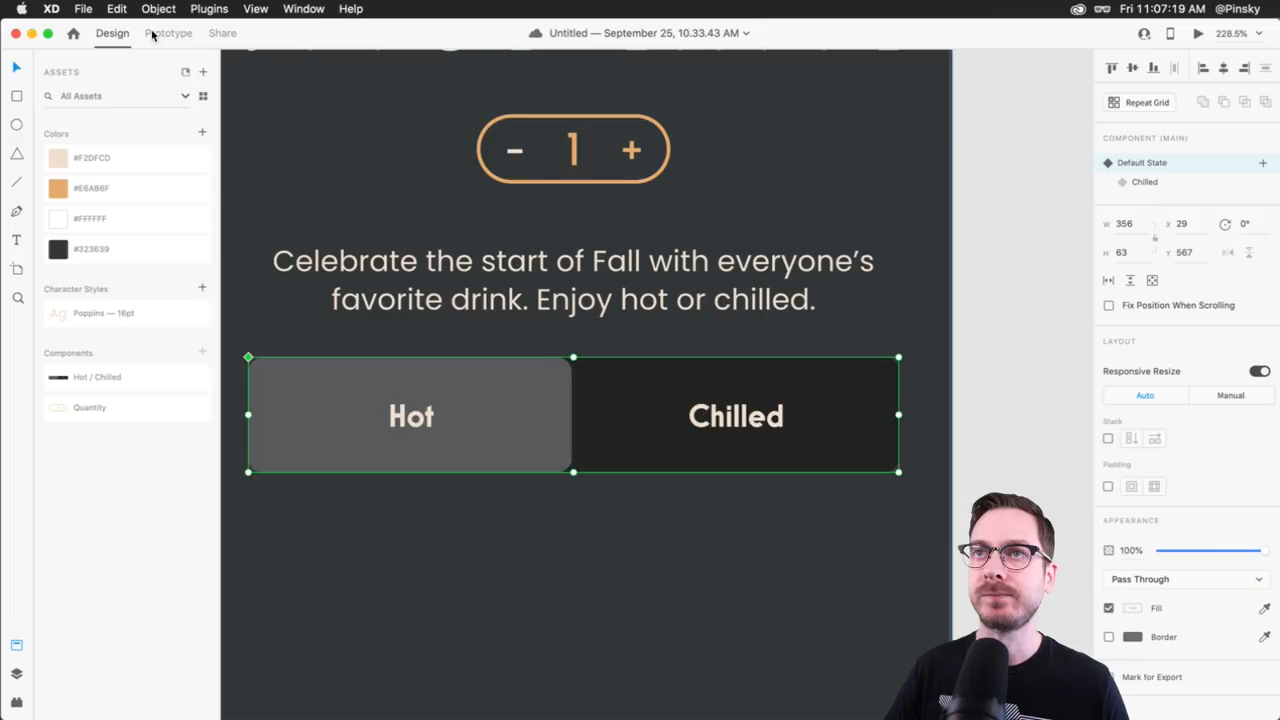 XD File Edit Object Plugins View Window Help
Fri 11:07:19 AM @Pinsky
Design Prototype Share
Untitled — September 25, 10.33.43 AM
228.5%
ASSETS
All Assets
Colors
#F2DFCD
#E6AB6F
#FFFFFF
#323639
Character Styles
Ag Poppins — 16pt
Components
Hot / Chilled
Quantity
- 1 +
Celebrate the start of Fall with everyone’s
favorite drink. Enjoy hot or chilled.
Hot
Chilled
Repeat Grid
COMPONENT (MAIN)
Default State
Chilled
W 356 X 29 0°
H 63 Y 567
Fix Position When Scrolling
LAYOUT
Responsive Resize
Auto Manual
Stack
Padding
APPEARANCE
100%
Pass Through
Fill
Border
Mark for Export